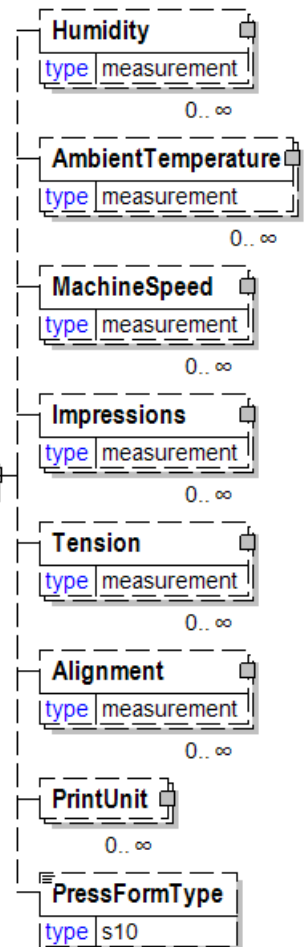 Humidity
type measurement
0.. ∞
AmbientTemperature
type measurement
0.. ∞
MachineSpeed
type measurement
0.. ∞
Impressions
type measurement
0.. ∞
Tension
type measurement
0.. ∞
Alignment
type measurement
0.. ∞
PrintUnit
0.. ∞
PressFormType
type s10